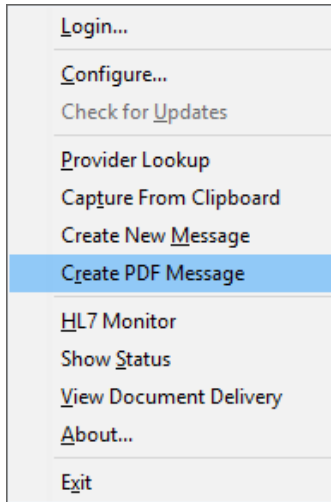 Login...
Configure...
Check for Updates
Provider Lookup
Capture From Clipboard
Create New Message
Create PDF Message
HL7 Monitor
Show Status
View Document Delivery
About...
Exit